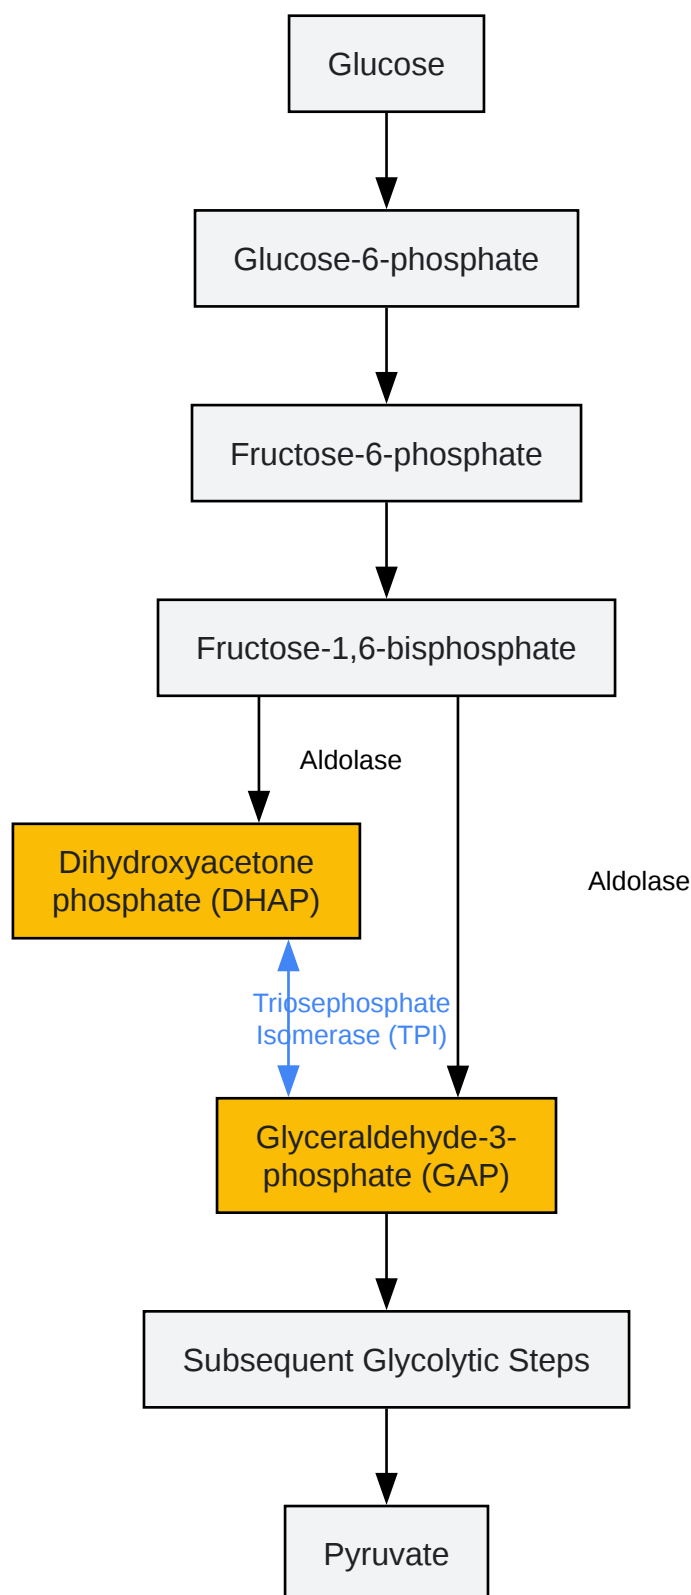 Glucose
Glucose-6-phosphate
Fructose-6-phosphate
Fructose-1,6-bisphosphate
Aldolase
Dihydroxyacetone
phosphate (DHAP)
Aldolase
Triosephosphate
Isomerase (TPI)
Glyceraldehyde-3-
phosphate (GAP)
Subsequent Glycolytic Steps
Pyruvate